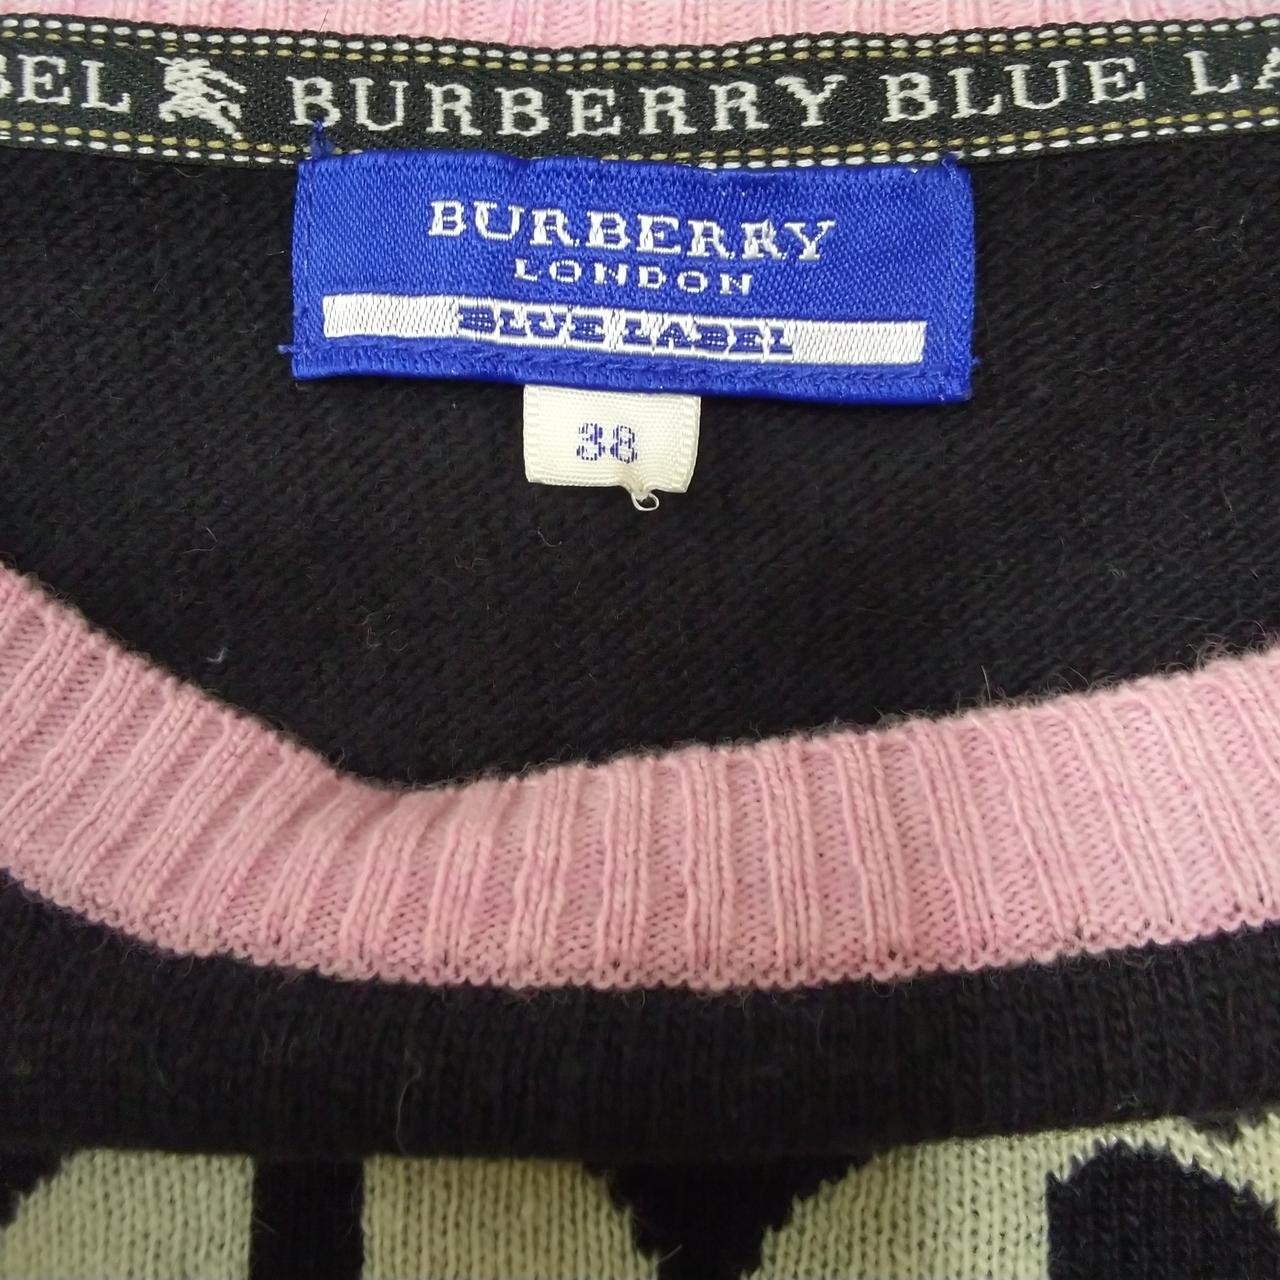 BEL BURBERRY BLUE LA
BURBERRY
LONDON
BLUE LABEL
38